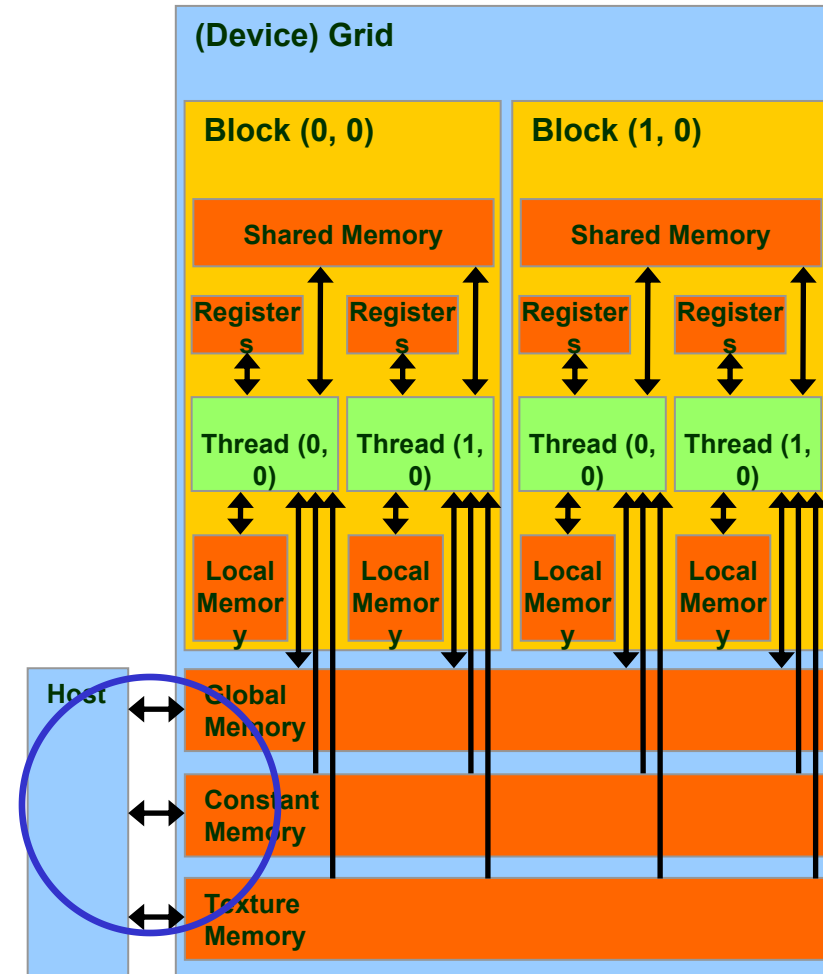 (Device) Grid
Block (0, 0)
Block (1, 0)
Shared Memory
Shared Memory
Register
s
Register
s
Register
s
Register
s
Thread (0,
0)
Thread (1,
0)
Thread (0,
0)
Thread (1,
0)
Local
Memor
y
Local
Memor
y
Local
Memor
y
Local
Memor
y
Host
Global
Memory
Constant
Memory
Texture
Memory